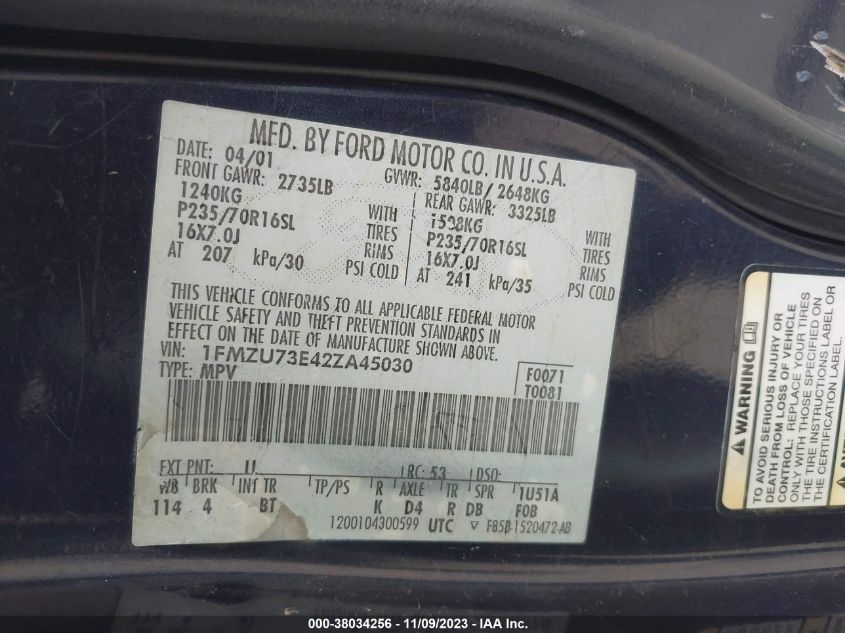 MFD. BY FORD MOTOR CO. IN U.S.A.
DATE: 04/01 GVWR: 5840LB/ 2648KG
FRONT GAWR: 2735LB REAR GAWR: 3325LB
1240KG WITH 1508KG WITH
P235/70R16SL TIRES P235/70R16SL TIRES
16X7.0J RIMS 16X7.0J RIMS
AT 207 kPa/30 PSI COLD AT 241 kPa/35 PSI COLD
THIS VEHICLE CONFORMS TO ALL APPLICABLE FEDERAL MOTOR
VEHICLE SAFETY AND THEFT PREVENTION STANDARDS IN
EFFECT ON THE DATE OF MANUFACTURE SHOWN ABOVE.
VIN: 1FMZU73E42ZA45030 F0071
TYPE: MPV T0081
EXT PNT: RC: 53 DSO:
WB BRK INT TR TP/PS R AXLE TR SPR 1U51A
114 4 BT K D4 R DB F0B
1200104300599 UTC ▽ F85B-1520472-AB
WARNING
TO AVOID SERIOUS INJURY OR
DEATH FROM LOSS OF VEHICLE
CONTROL: REPLACE YOUR TIRES
WITH THOSE SPECIFIED ON
THE TIRE INSTRUCTIONS LABEL OR
THE CERTIFICATION LABEL.
000-38034256 - 11/09/2023 - IAA Inc.